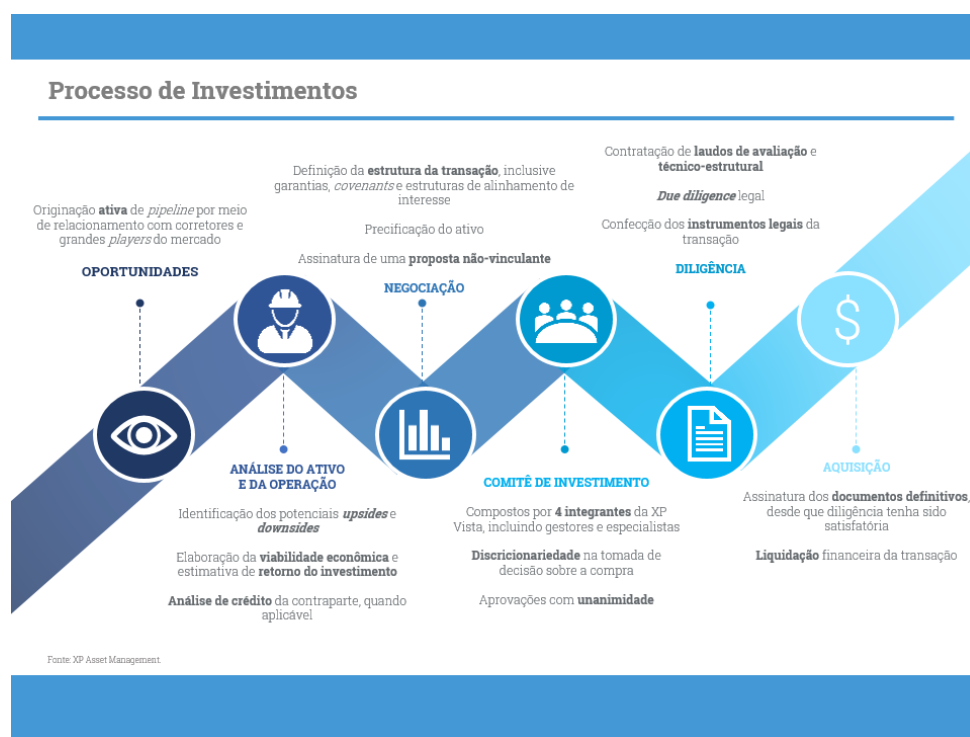 Processo de Investimentos
Originação ativa de pipeline por meio
de relacionamento com corretores e
grandes players do mercado
OPORTUNIDADES
ANÁLISE DO ATIVO
E DA OPERAÇÃO
Identificação dos potenciais upsides e
downsides
Elaboração da viabilidade econômica e
estimativa de retorno do investimento
Análise de crédito da contraparte, quando
aplicável
Definição da estrutura da transação, inclusive
garantias, covenants e estruturas de alinhamento de
interesse
Precificação do ativo
Assinatura de uma proposta não-vinculante
NEGOCIAÇÃO
COMITÊ DE INVESTIMENTO
Compostos por 4 integrantes da XP
Vista, incluindo gestores e especialistas
Discricionariedade na tomada de
decisão sobre a compra
Aprovações com unanimidade
Contratação de laudos de avaliação e
técnico-estrutural
Due diligence legal
Confecção dos instrumentos legais da
transação
DILIGÊNCIA
$
AQUISIÇÃO
Assinatura dos documentos definitivos,
desde que diligência tenha sido
satisfatória
Liquidação financeira da transação
Fonte: XP Asset Management.